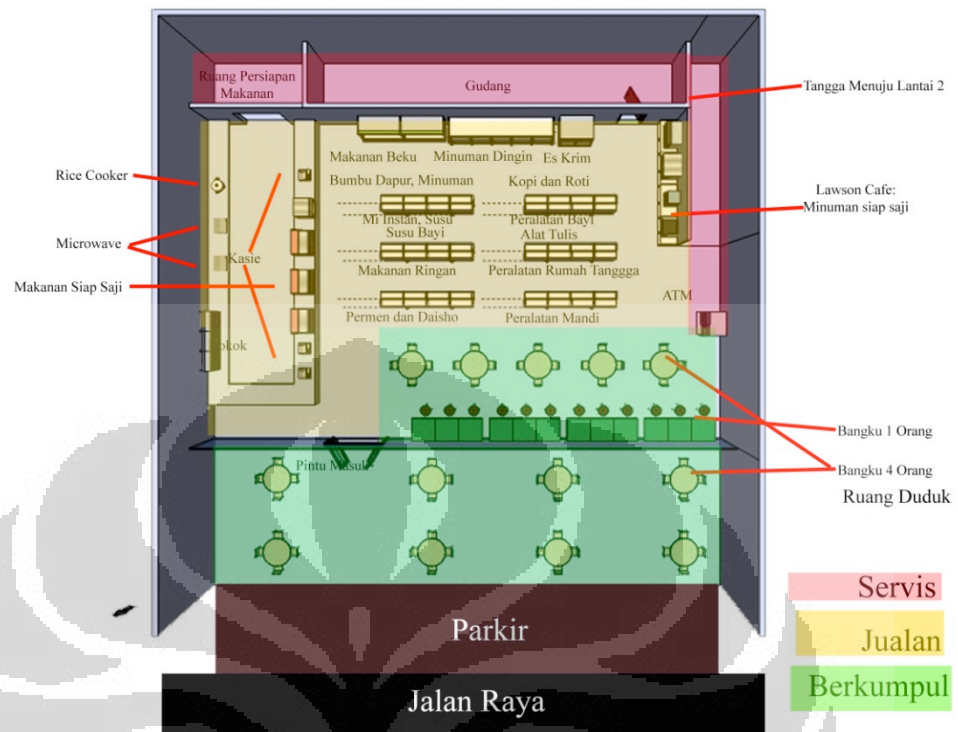 Ruang Persiapan
Makanan
Gudang
Tangga Menuju Lantai 2
Makanan Beku
Minuman Dingin
Es Krim
Rice Cooker
Bumbu Dapur, Minuman
Kopi dan Roti
Lawson Cafe:
Minuman siap saji
Mi Instan, Susu
Susu Bayi
Peralatan Bayi
Alat Tulis
Microwave
Kasie
Makanan Ringan
Peralatan Rumah Tanggga
Makanan Siap Saji
ATM
Permen dan Daisho
Peralatan Mandi
Rokok
Bangku 1 Orang
Pintu Masuk
Bangku 4 Orang
Ruang Duduk
Servis
Parkir
Jualan
Berkumpul
Jalan Raya